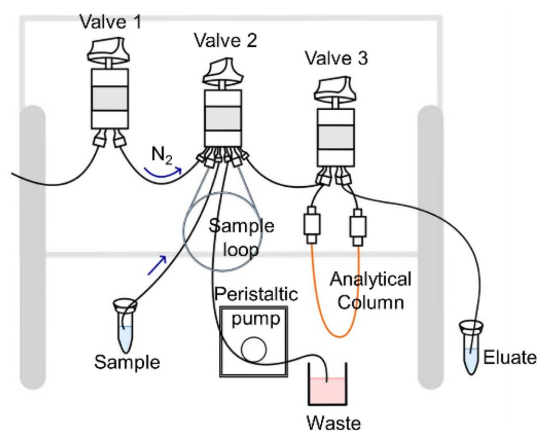 Valve 1
Valve 2
Valve 3
N₂
Sample
loop
Analytical
Column
Peristaltic
pump
Sample
Eluate
Waste